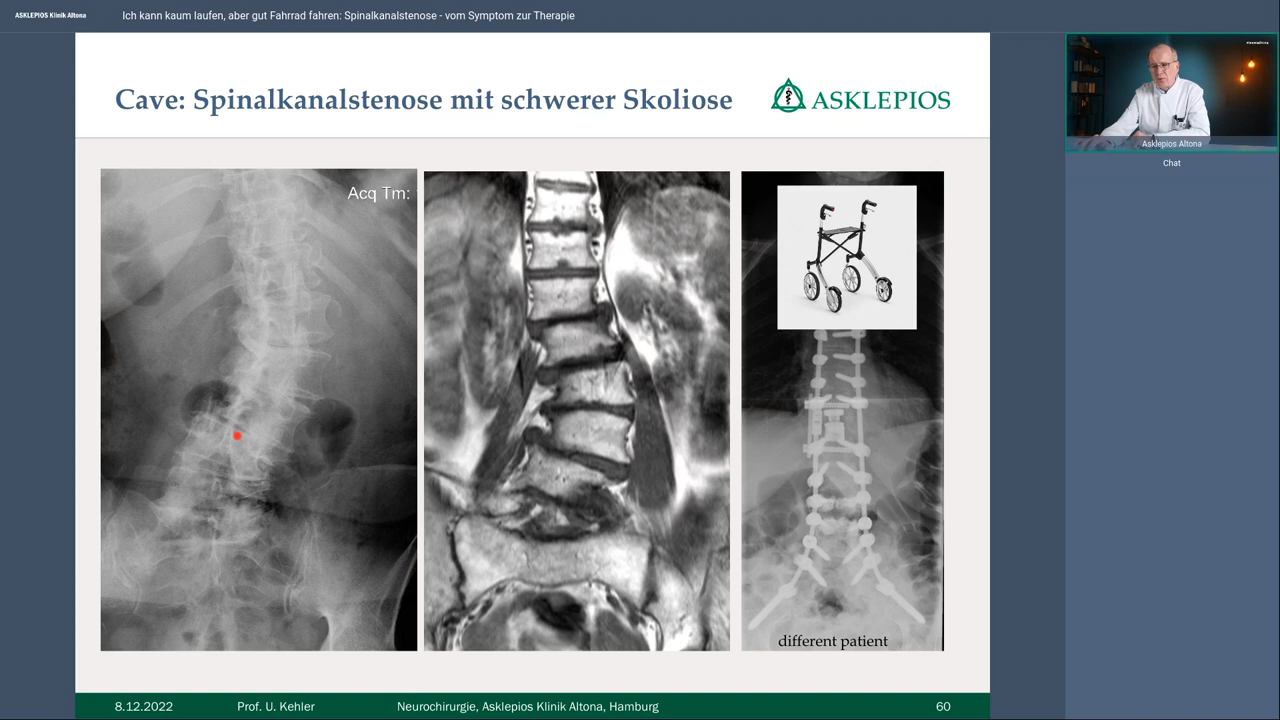 ASKLEPIOS Klinik Altona
Ich kann kaum laufen, aber gut Fahrrad fahren: Spinalkanalstenose - vom Symptom zur Therapie
Cave: Spinalkanalstenose mit schwerer Skoliose
ASKLEPIOS
Asklepios Altona
Chat
Acq Tm:
different patient
8.12.2022
Prof. U. Kehler
Neurochirurgie, Asklepios Klinik Altona, Hamburg
60